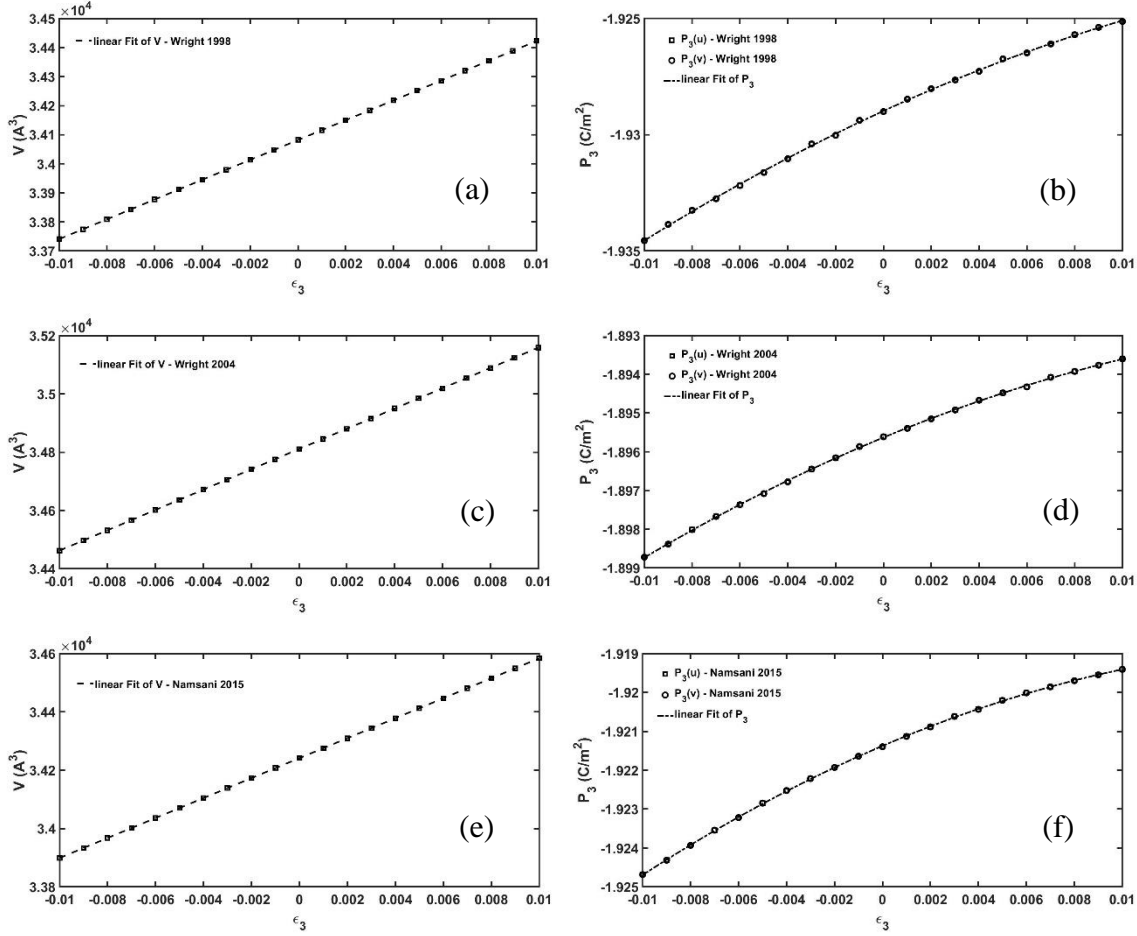 ×10⁴
3.45
3.44
3.43
3.42
3.41
3.4
3.39
3.38
3.37
V (A³)
linear Fit of V - Wright 1998
(a)
-0.01 -0.008 -0.006 -0.004 -0.002 0 0.002 0.004 0.006 0.008 0.01
ϵ₃
-1.925
-1.93
-1.935
P₃ (C/m²)
P₃(u) - Wright 1998
P₃(v) - Wright 1998
linear Fit of P₃
(b)
-0.01 -0.008 -0.006 -0.004 -0.002 0 0.002 0.004 0.006 0.008 0.01
ϵ₃
×10⁴
3.52
3.5
3.48
3.46
3.44
V (A³)
linear Fit of V - Wright 2004
(c)
-0.01 -0.008 -0.006 -0.004 -0.002 0 0.002 0.004 0.006 0.008 0.01
ϵ₃
-1.893
-1.894
-1.895
-1.896
-1.897
-1.898
-1.899
P₃ (C/m²)
P₃(u) - Wright 2004
P₃(v) - Wright 2004
linear Fit of P₃
(d)
-0.01 -0.008 -0.006 -0.004 -0.002 0 0.002 0.004 0.006 0.008 0.01
ϵ₃
×10⁴
3.46
3.44
3.42
3.4
3.38
V (A³)
linear Fit of V - Namsani 2015
(e)
-0.01 -0.008 -0.006 -0.004 -0.002 0 0.002 0.004 0.006 0.008 0.01
ϵ₃
-1.919
-1.92
-1.921
-1.922
-1.923
-1.924
-1.925
P₃ (C/m²)
P₃(u) - Namsani 2015
P₃(v) - Namsani 2015
linear Fit of P₃
(f)
-0.01 -0.008 -0.006 -0.004 -0.002 0 0.002 0.004 0.006 0.008 0.01
ϵ₃